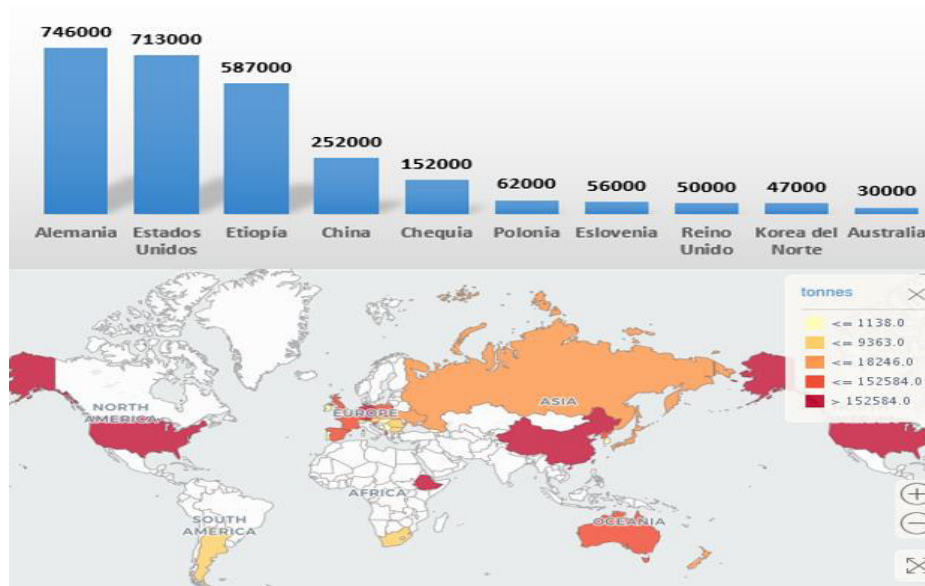 746000
713000
587000
252000
152000
62000
56000
50000
47000
30000
Alemania
Estados
Unidos
Etiopía
China
Chequia
Polonia
Eslovenia
Reino
Unido
Korea del
Norte
Australia
tonnes
<= 1138.0
<= 9363.0
<= 18246.0
<= 152584.0
> 152584.0
NORTH
AMERICA
EUROPE
ASIA
AFRICA
SOUTH
AMERICA
OCEANIA